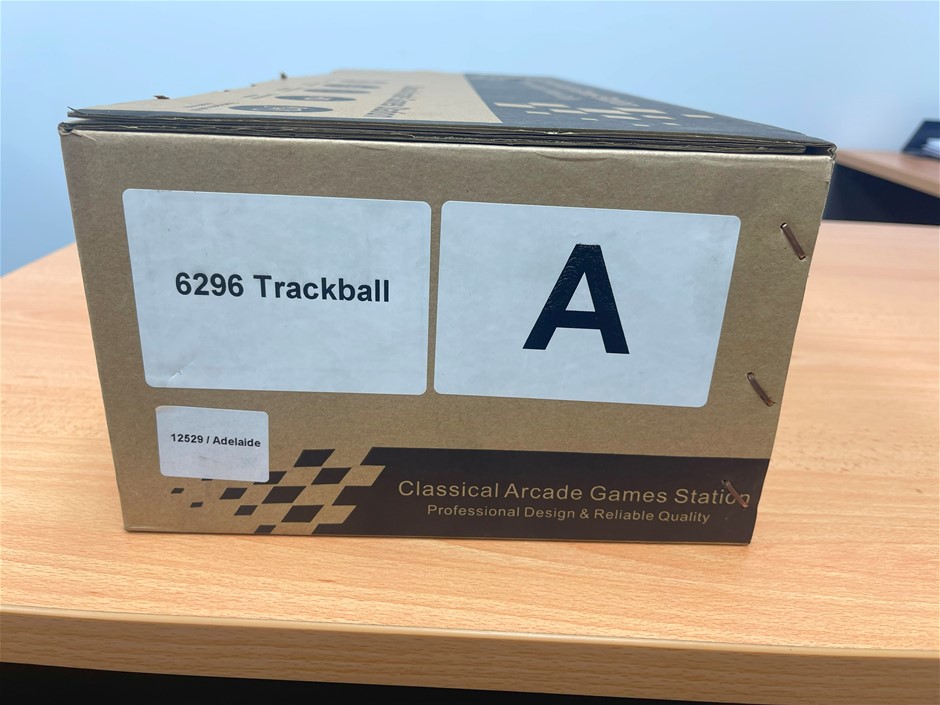 6296 Trackball
A
12529 / Adelaide
Classical Arcade Games Station
Professional Design & Reliable Quality